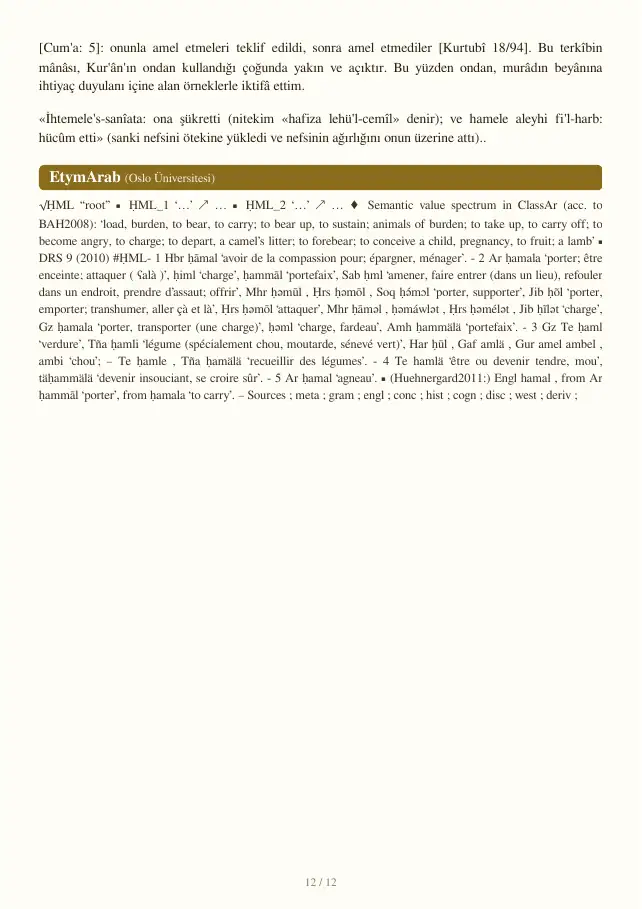 [Cum'a: 5]: onunla amel etmeleri teklif edildi, sonra amel etmediler [Kurtubî 18/94]. Bu terkîbin
mânâsı, Kur'ân'ın ondan kullandığı çoğunda yakın ve açıktır. Bu yüzden ondan, murâdın beyânına
ihtiyaç duyulanı içine alan örneklerle iktifâ ettim.
«İhtemele's-sanîata: ona şükretti (nitekim «hafiza lehü'l-cemîl» denir); ve hamele aleyhi fi'l-harb:
hücûm etti» (sanki nefsini ötekine yükledi ve nefsinin ağırlığını onun üzerine attı)..
EtymArab (Oslo Üniversitesi)
√ḤML “root” ▪ ḤML_1 ‘…’ ↗ … ▪ ḤML_2 ‘…’ ↗ … ♦ Semantic value spectrum in ClassAr (acc. to
BAH2008): ‘load, burden, to bear, to carry; to bear up, to sustain; animals of burden; to take up, to carry off; to
become angry, to charge; to depart, a camel’s litter; to forebear; to conceive a child, pregnancy, to fruit; a lamb’ ▪
DRS 9 (2010) #ḤML- 1 Hbr ḥāmal ‘avoir de la compassion pour; épargner, ménager’. - 2 Ar ḥamala ‘porter; être
enceinte; attaquer ( ʕalà )’, ḥiml ‘charge’, ḥammāl ‘portefaix’, Sab ḥml ‘amener, faire entrer (dans un lieu), refouler
dans un endroit, prendre d’assaut; offrir’, Mhr ḥəmūl , Ḥrs ḥəmōl , Soq ḥə́mɔl ‘porter, supporter’, Jib ḥõl ‘porter,
emporter; transhumer, aller çà et là’, Ḥrs ḥəmōl ‘attaquer’, Mhr ḥāməl , ḥəmáwlət , Ḥrs ḥəmélət , Jib ḥĩlət ‘charge’,
Gz ḥamala ‘porter, transporter (une charge)’, ḥəml ‘charge, fardeau’, Amh ḥammälä ‘portefaix’. - 3 Gz Te ḥaml
‘verdure’, Tña ḥamli ‘légume (spécialement chou, moutarde, sénevé vert)’, Har ḥūl , Gaf amlä , Gur amel ambel ,
ambi ‘chou’; – Te ḥamle , Tña ḥamälä ‘recueillir des légumes’. - 4 Te hamlä ‘être ou devenir tendre, mou’,
täḥammälä ‘devenir insouciant, se croire sûr’. - 5 Ar ḥamal ‘agneau’. ▪ (Huehnergard2011:) Engl hamal , from Ar
ḥammāl ‘porter’, from ḥamala ‘to carry’. – Sources ; meta ; gram ; engl ; conc ; hist ; cogn ; disc ; west ; deriv ;
12 / 12